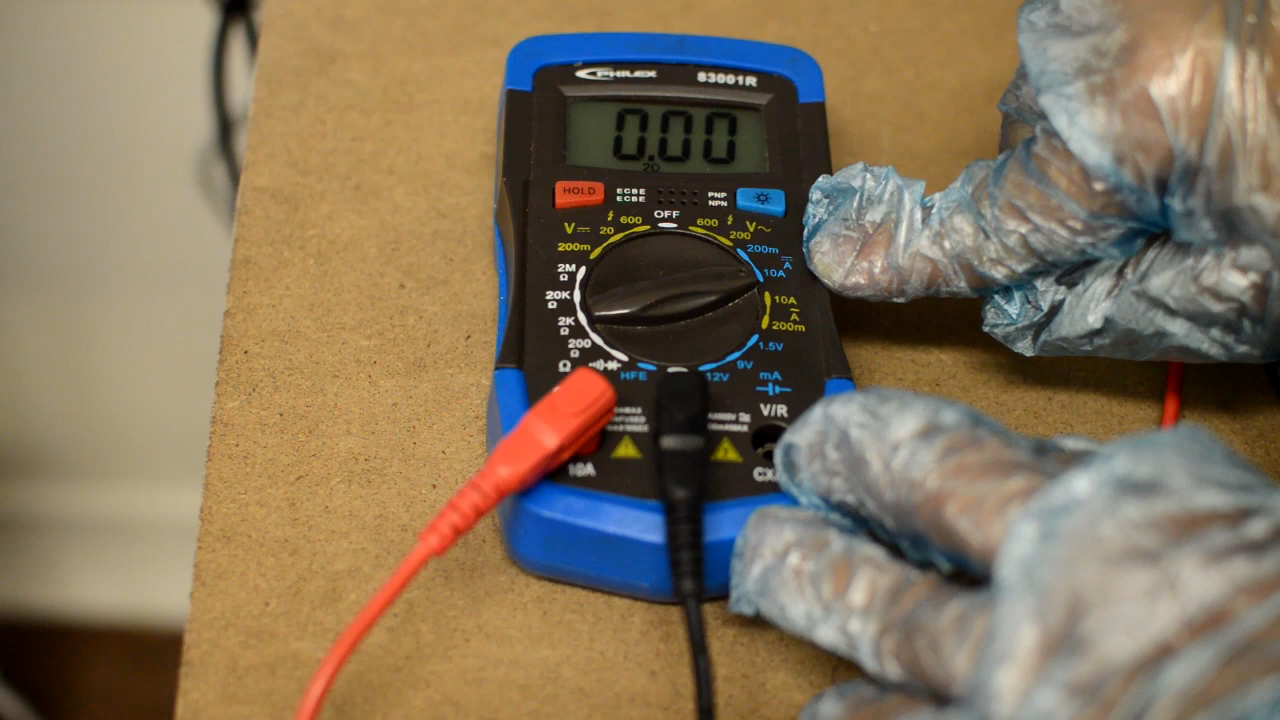 PHILEX 83001R
0.00
20
HOLD
ECBE
ECBE
PNP
NPN
OFF
V 20 600
600 200 V~
200m
200m
A
10A
2M
Ω
20K
Ω
10A
A
200m
2K
Ω
1.5V
200
Ω
9V
Ω
HFE
12V
mA
V/R
10A